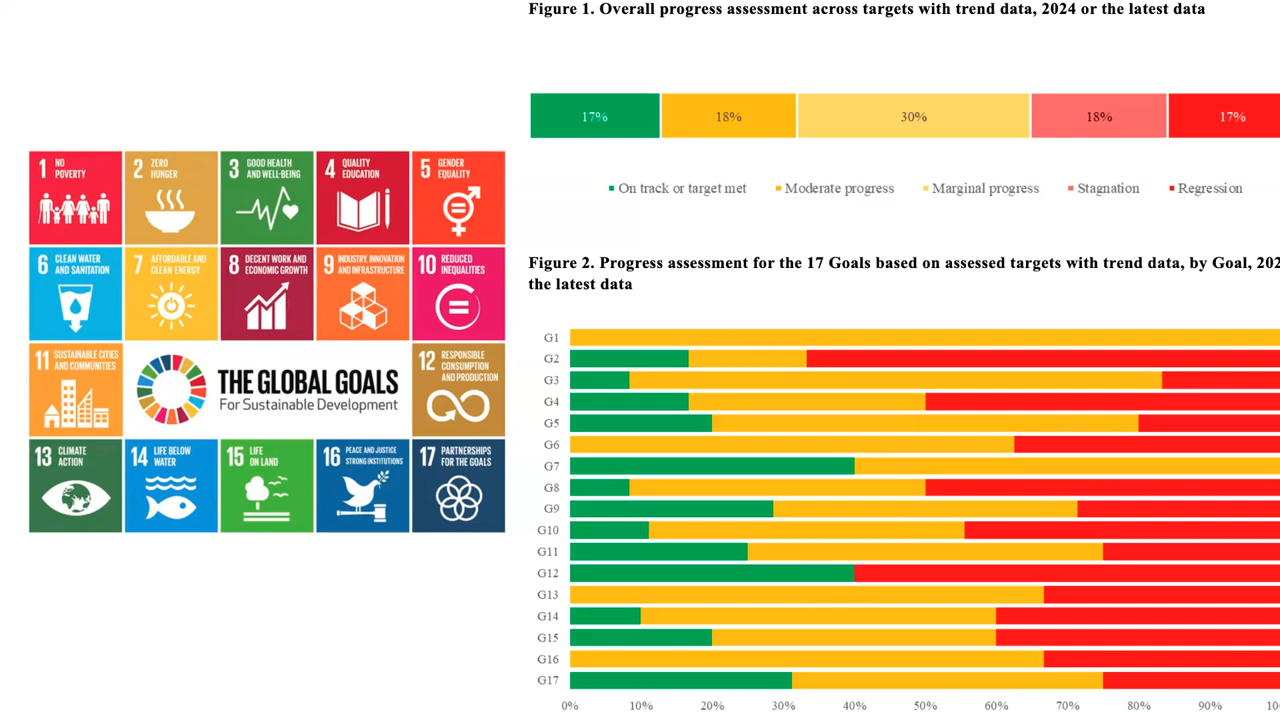 Figure 1. Overall progress assessment across targets with trend data, 2024 or the latest data
17% 18% 30% 18% 17%
On track or target met Moderate progress Marginal progress Stagnation Regression
1 NO
POVERTY
2 ZERO
HUNGER
3 GOOD HEALTH
AND WELL-BEING
4 QUALITY
EDUCATION
5 GENDER
EQUALITY
6 CLEAN WATER
AND SANITATION
7 AFFORDABLE AND
CLEAN ENERGY
8 DECENT WORK AND
ECONOMIC GROWTH
9 INDUSTRY, INNOVATION
AND INFRASTRUCTURE
10 REDUCED
INEQUALITIES
11 SUSTAINABLE CITIES
AND COMMUNITIES
THE GLOBAL GOALS
For Sustainable Development
12 RESPONSIBLE
CONSUMPTION
AND PRODUCTION
13 CLIMATE
ACTION
14 LIFE BELOW
WATER
15 LIFE
ON LAND
16 PEACE AND JUSTICE
STRONG INSTITUTIONS
17 PARTNERSHIPS
FOR THE GOALS
Figure 2. Progress assessment for the 17 Goals based on assessed targets with trend data, by Goal, 202
the latest data
G1
G2
G3
G4
G5
G6
G7
G8
G9
G10
G11
G12
G13
G14
G15
G16
G17
0% 10% 20% 30% 40% 50% 60% 70% 80% 90% 10